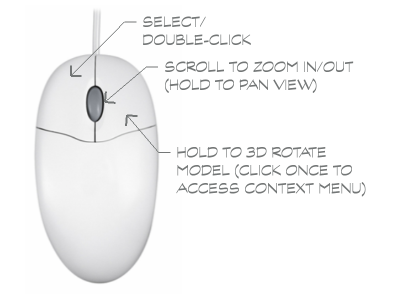 SELECT/
DOUBLE-CLICK
SCROLL TO ZOOM IN/OUT
(HOLD TO PAN VIEW)
HOLD TO 3D ROTATE
MODEL (CLICK ONCE TO
ACCESS CONTEXT MENU)